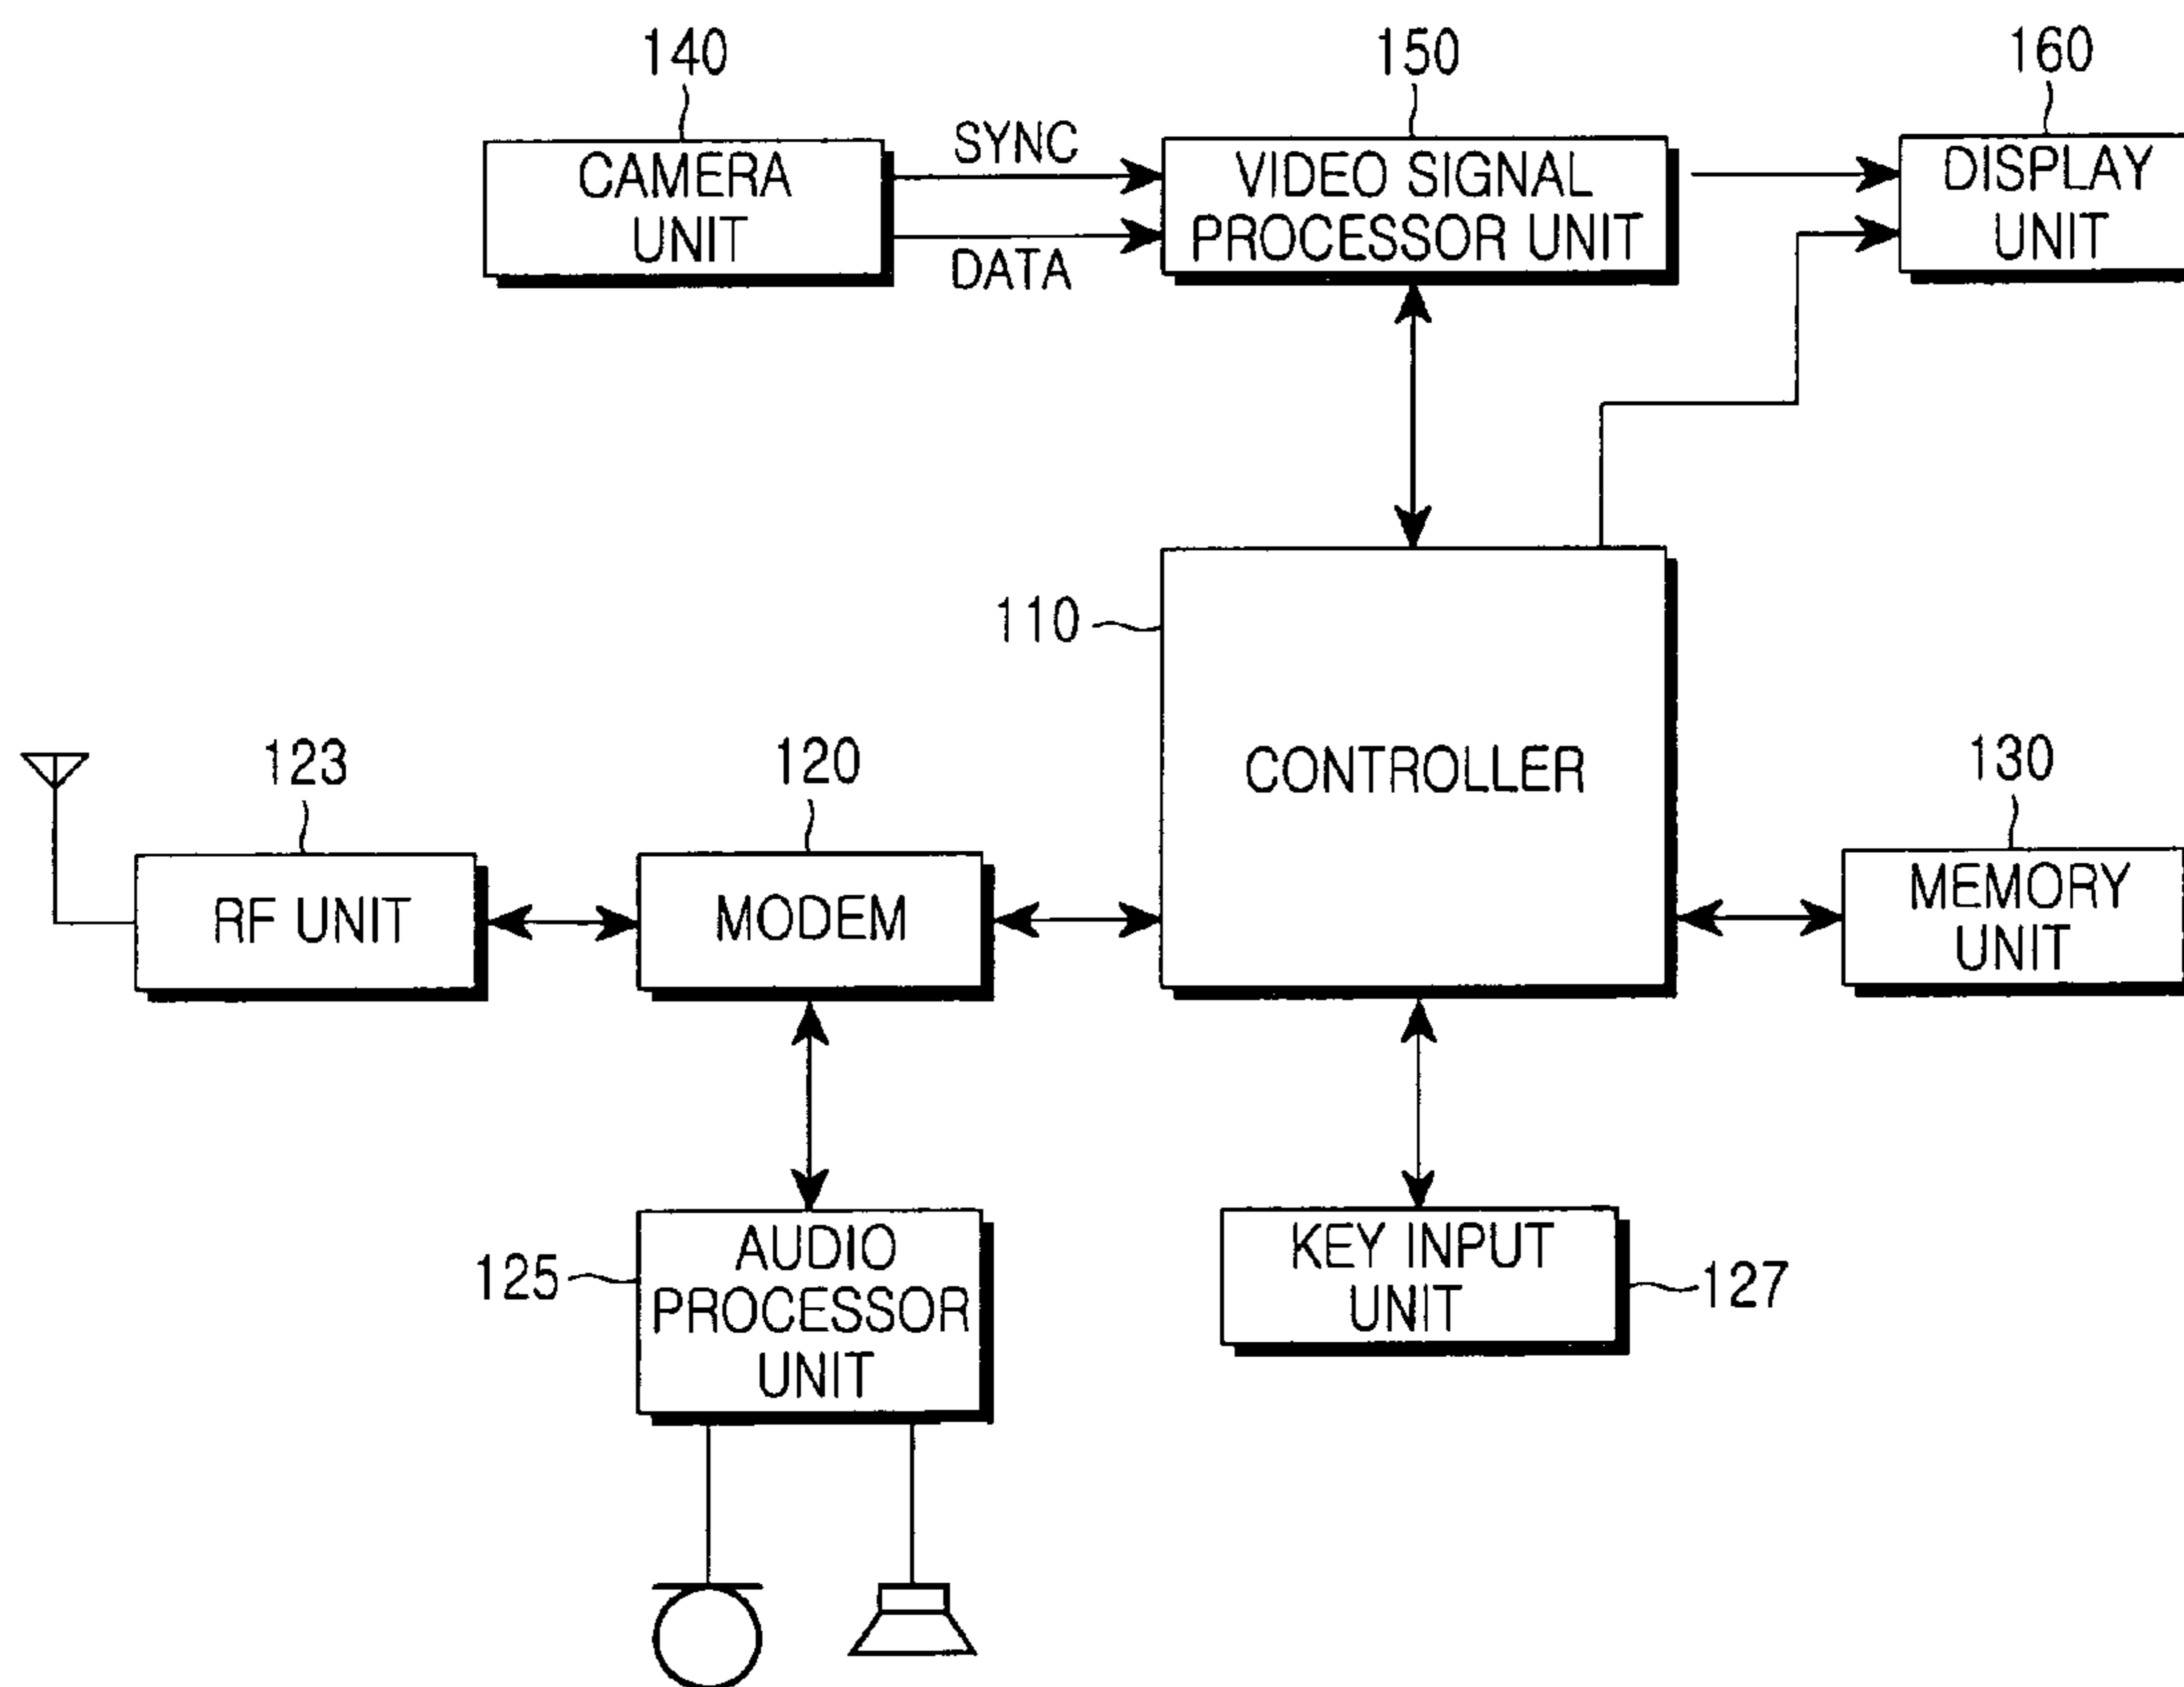 140
150
160
CAMERA
UNIT
SYNC
DATA
VIDEO SIGNAL
PROCESSOR UNIT
DISPLAY
UNIT
110
CONTROLLER
123
120
130
RF UNIT
MODEM
MEMORY
UNIT
125
AUDIO
PROCESSOR
UNIT
KEY INPUT
UNIT
127